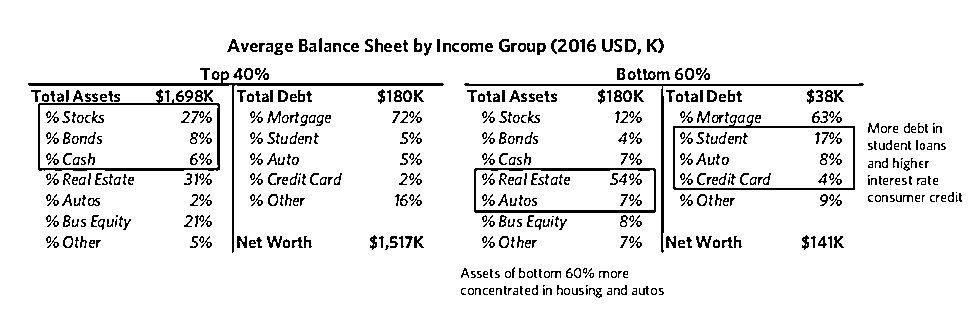 Average Balance Sheet by Income Group (2016 USD, K)
Top 40%
Total Assets $1,698K Total Debt $180K
% Stocks 27% % Mortgage 72%
% Bonds 8% % Student 5%
% Cash 6% % Auto 5%
% Real Estate 31% % Credit Card 2%
% Autos 2% % Other 16%
% Bus Equity 21%
% Other 5% Net Worth $1,517K
Bottom 60%
Total Assets $180K Total Debt $38K
% Stocks 12% % Mortgage 63%
% Bonds 4% % Student 17%
% Cash 7% % Auto 8%
% Real Estate 54% % Credit Card 4%
% Autos 7% % Other 9%
% Bus Equity 8%
% Other 7% Net Worth $141K
More debt in
student loans
and higher
interest rate
consumer credit
Assets of bottom 60% more
concentrated in housing and autos